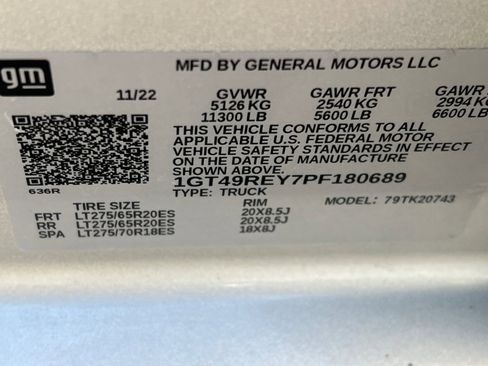 gm
MFD BY GENERAL MOTORS LLC
11/22 GVWR GAWR FRT GAWR
5126 KG 2540 KG 2994 K
11300 LB 5600 LB 6600 LB
THIS VEHICLE CONFORMS TO ALL
APPLICABLE U.S. FEDERAL MOTOR
VEHICLE SAFETY STANDARDS IN EFFECT
ON THE DATE OF MANUFACTURE SHOWN ABOVE.
1GT49REY7PF180689
636R
TYPE: TRUCK
TIRE SIZE RIM MODEL: 79TK20743
FRT LT275/65R20ES 20X8.5J
RR LT275/65R20ES 20X8.5J
SPA LT275/70R18ES 18X8J